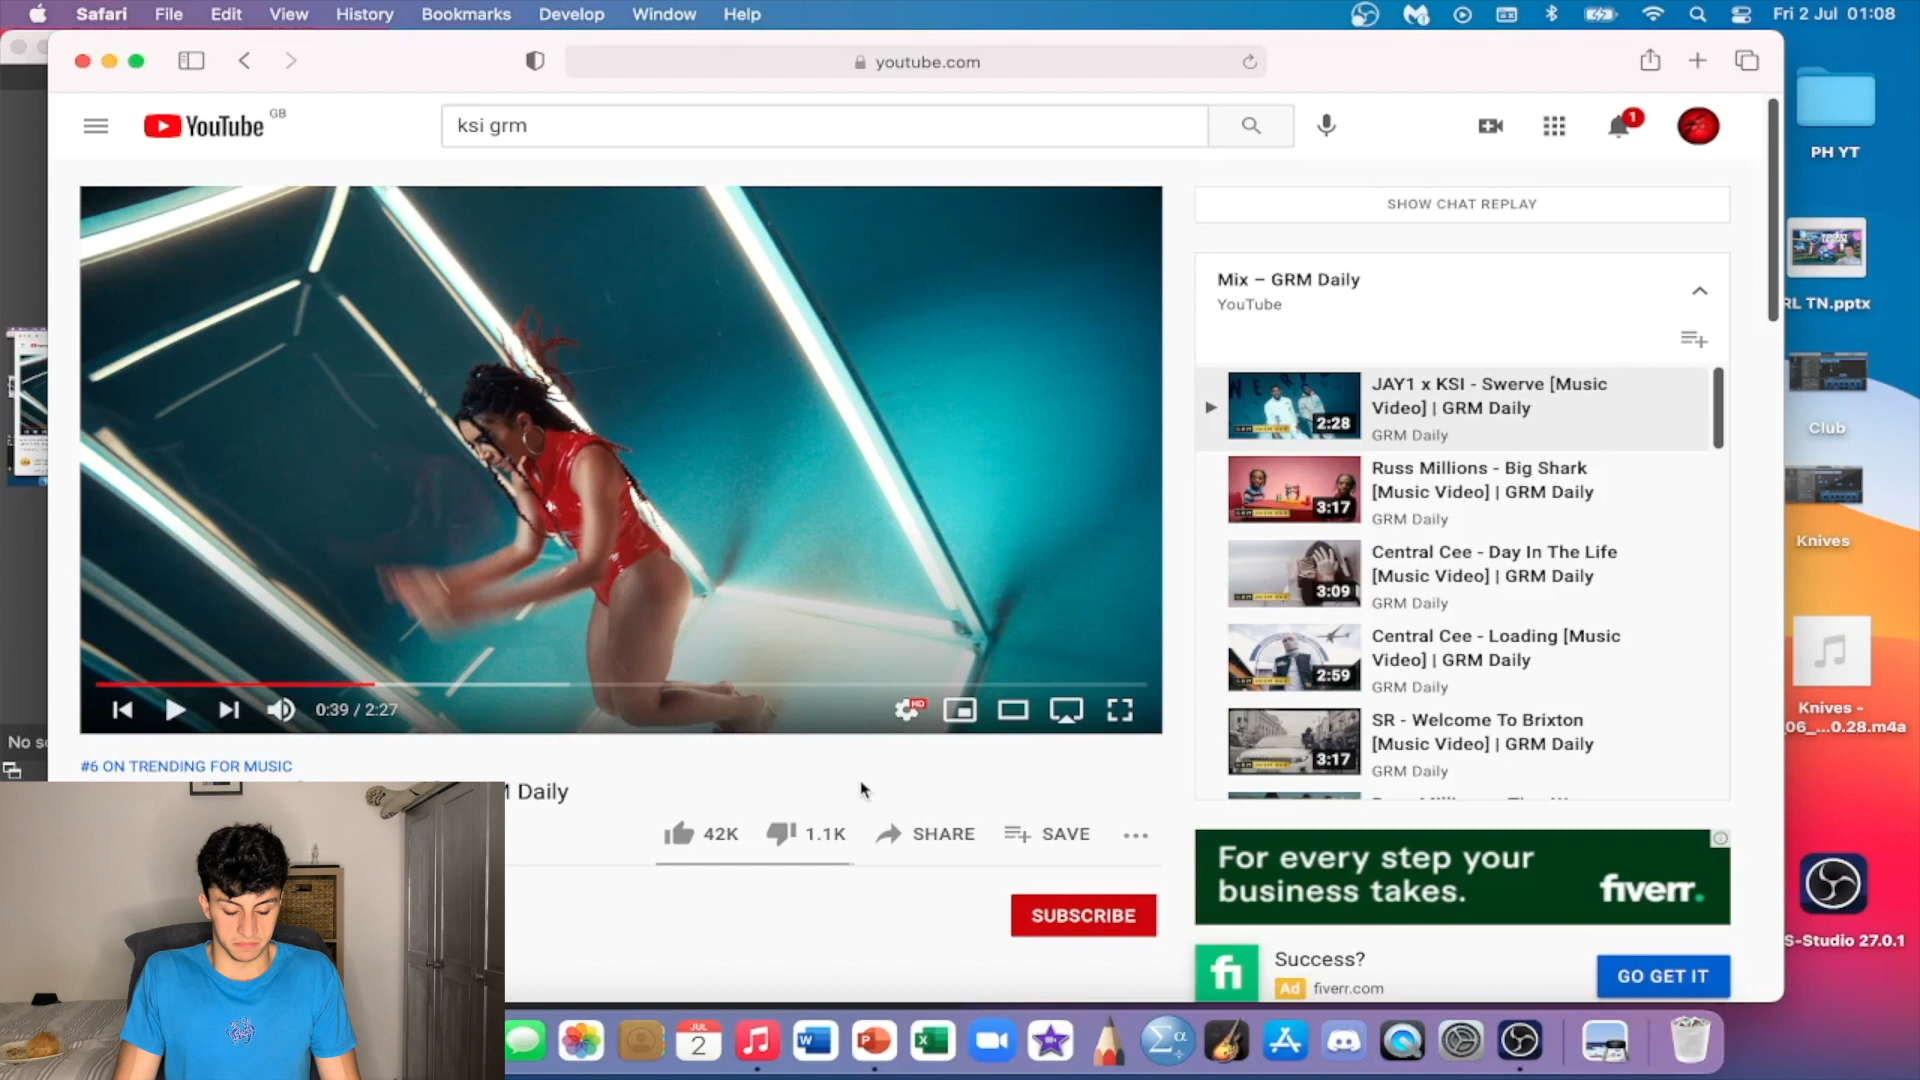 Safari File Edit View History Bookmarks Develop Window Help Fri 2 Jul 01:08
youtube.com
YouTube GB
ksi grm
1
PH YT
SHOW CHAT REPLAY
Mix – GRM Daily
YouTube
JAY1 x KSI - Swerve [Music
Video] | GRM Daily
GRM Daily
2:28
Russ Millions - Big Shark
[Music Video] | GRM Daily
GRM Daily
3:17
Central Cee - Day In The Life
[Music Video] | GRM Daily
GRM Daily
3:09
Central Cee - Loading [Music
Video] | GRM Daily
GRM Daily
2:59
SR - Welcome To Brixton
[Music Video] | GRM Daily
GRM Daily
3:17
RL TN.pptx
Club
Knives
Knives -
06_...0.28.m4a
S-Studio 27.0.1
0:39 / 2:27
HD
No
#6 ON TRENDING FOR MUSIC
Daily
42K 1.1K SHARE SAVE
SUBSCRIBE
For every step your
business takes.
fiverr.
fi
Success?
Ad fiverr.com
GO GET IT
JUL
2
W
P
X